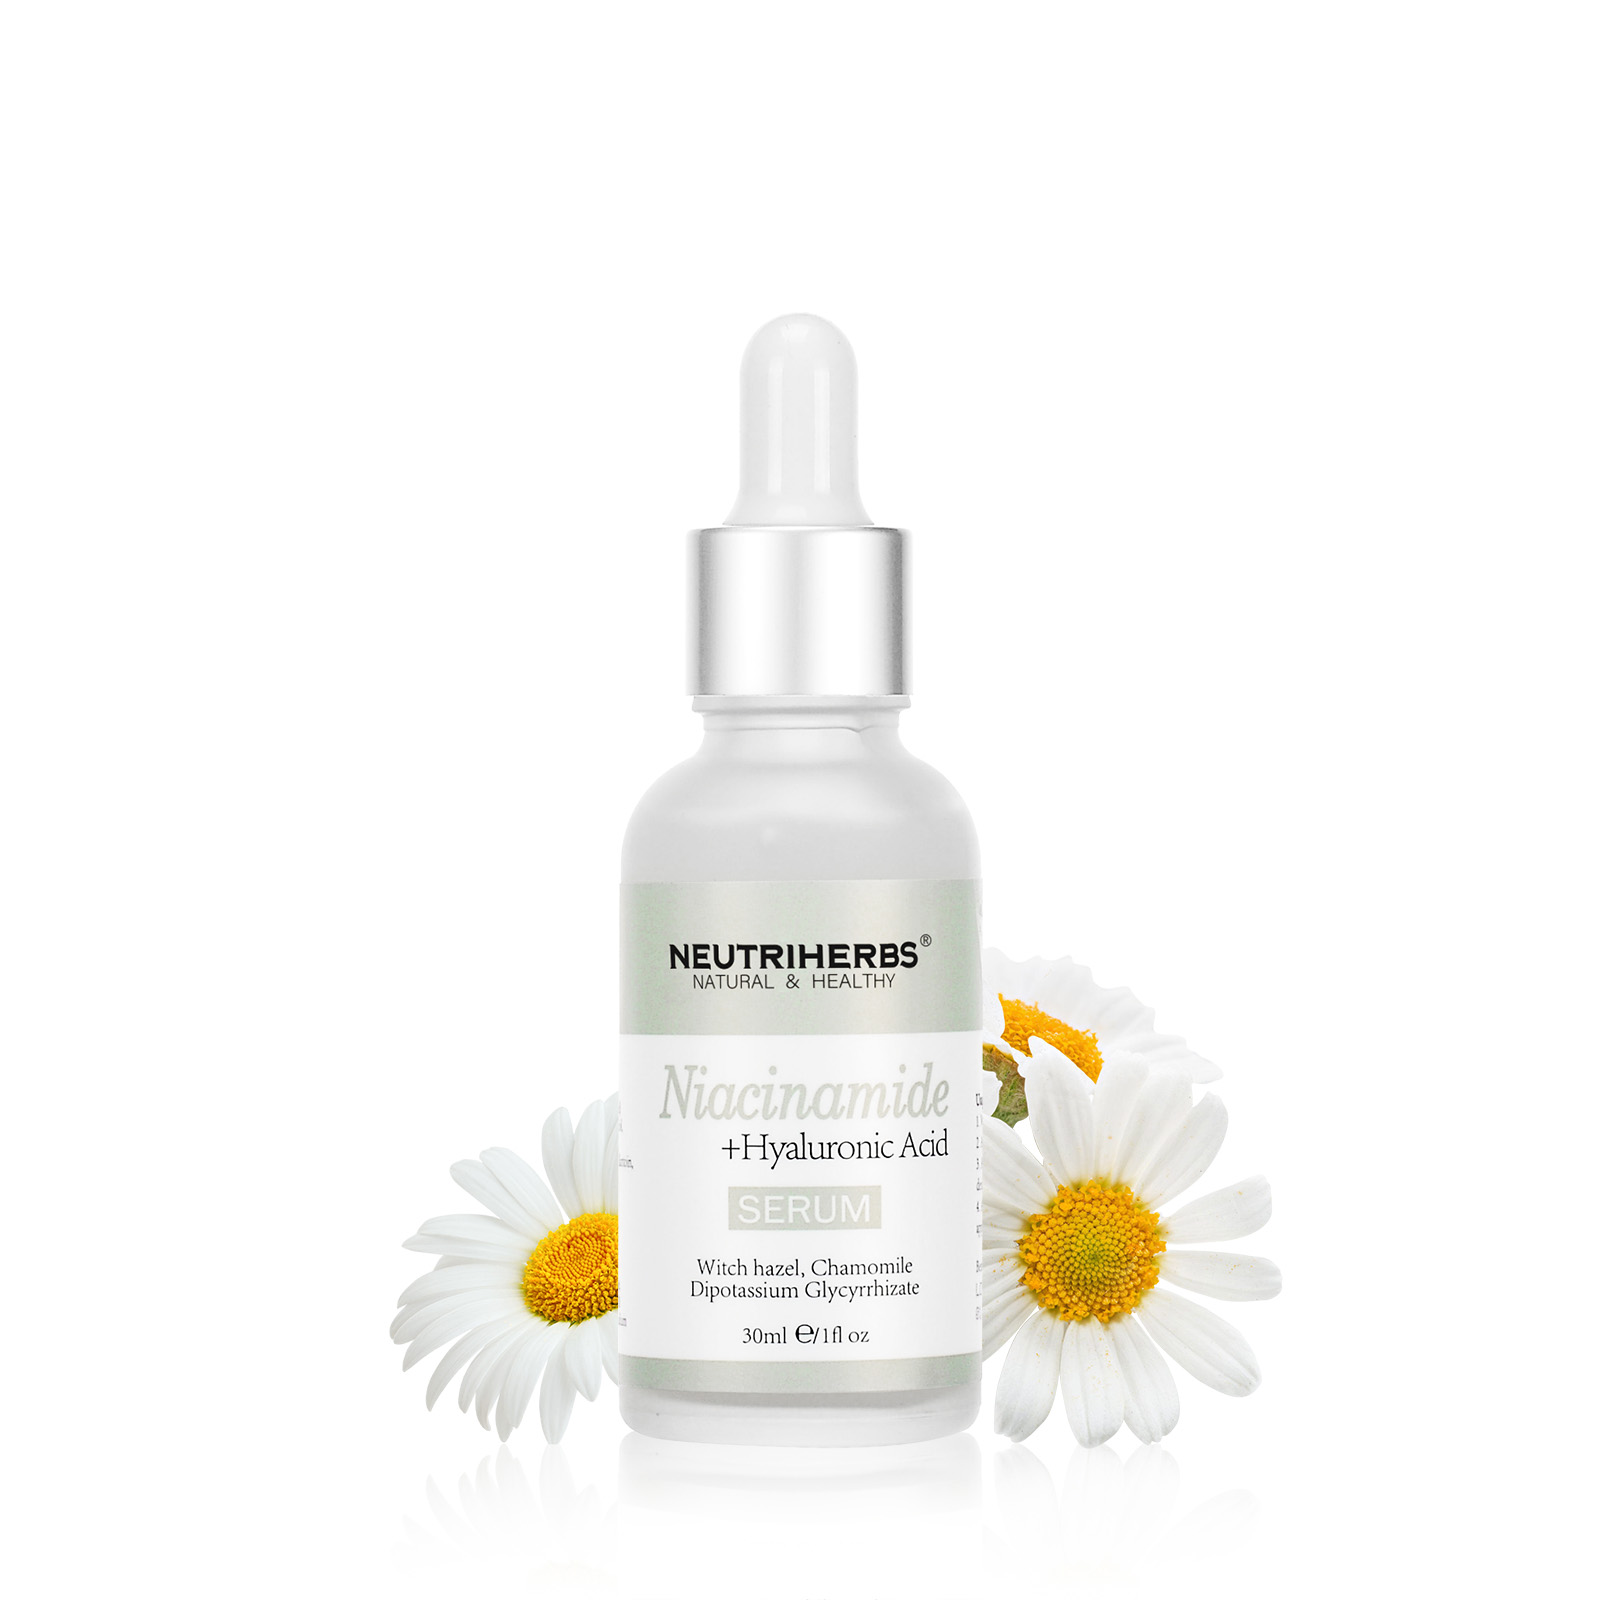 NEUTRIHERBS®
NATURAL & HEALTHY
Niacinamide
+Hyaluronic Acid
SERUM
Witch hazel, Chamomile
Dipotassium Glycyrrhizate
30ml ℮/1fl oz